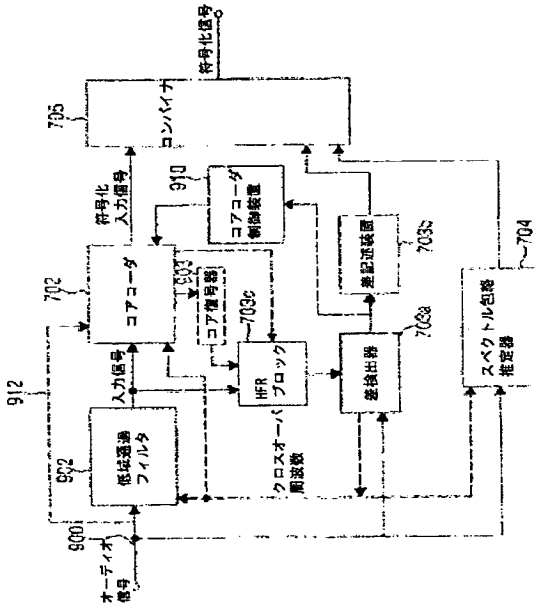 オーディオ
信号
900
912
902
低域通過
フィルタ
入力信号
702
コアコーダ
903
コア復号器
703c
HFR
ブロック
クロスオーバ
周波数
符号化
入力信号
910
コアコーダ
制御装置
差検出器
703a
差記述装置
703b
スペクトル包絡
推定器
704
705
コンバイナ
符号化信号